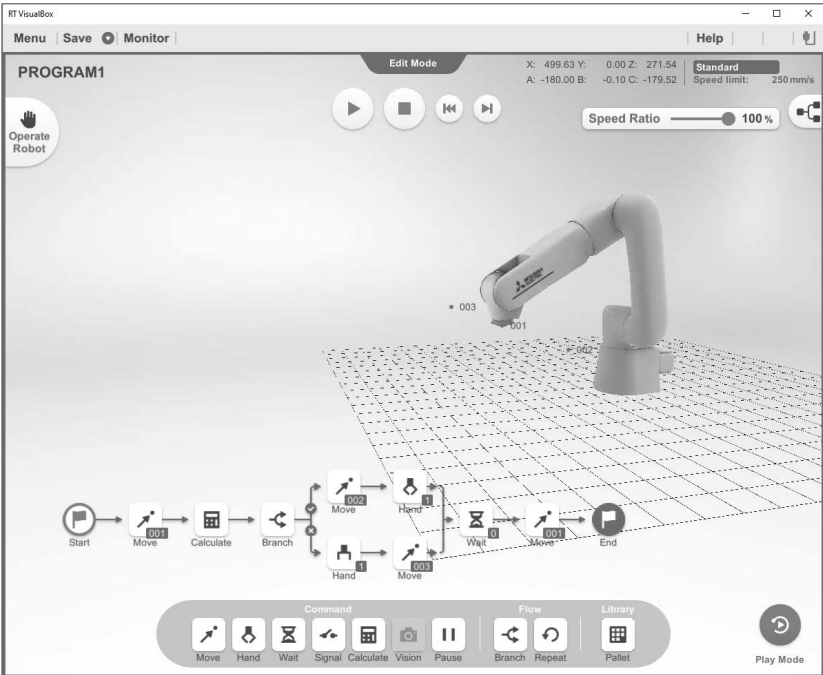 RT VisualBox
Menu Save Monitor Help
PROGRAM1
Edit Mode
X: 499.63 Y: 0.00 Z: 271.54
A: -180.00 B: -0.10 C: -179.52
Standard
Speed limit: 250 mm/s
Operate
Robot
Speed Ratio 100 %
003
001
002
Start
001
Move
Calculate
Branch
002
Move
1
Hand
1
Hand
003
Move
0
Wait
001
Move
End
Command Flow Library
Move Hand Wait Signal Calculate Vision Pause Branch Repeat Pallet
Play Mode